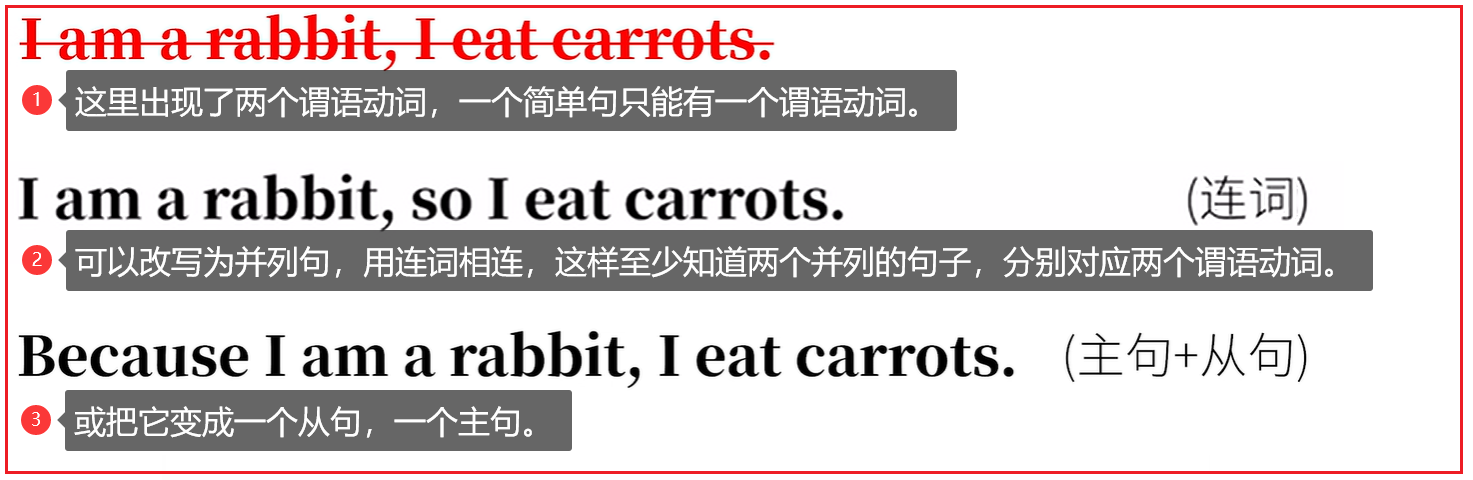 I am a rabbit, I eat carrots.
1 这里出现了两个谓语动词，一个简单句只能有一个谓语动词。
I am a rabbit, so I eat carrots. (连词)
2 可以改写为并列句，用连词相连，这样至少知道两个并列的句子，分别对应两个谓语动词。
Because I am a rabbit, I eat carrots. (主句+从句)
3 或把它变成一个从句，一个主句。